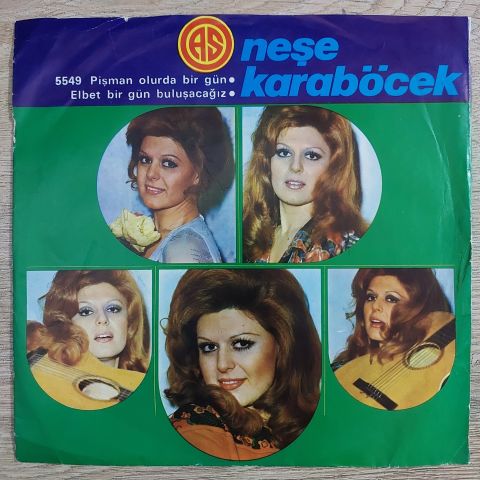 AS
neşe
karaböcek
5549 Pişman olurda bir gün•
Elbet bir gün buluşacağız •